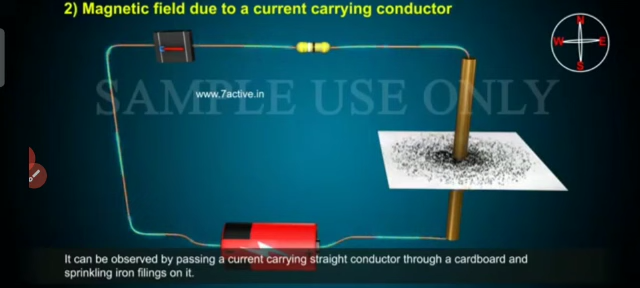 2) Magnetic field due to a current carrying conductor
N
W E
S
SAMPLE USE ONLY
www.7active.in
It can be observed by passing a current carrying straight conductor through a cardboard and
sprinkling iron filings on it.